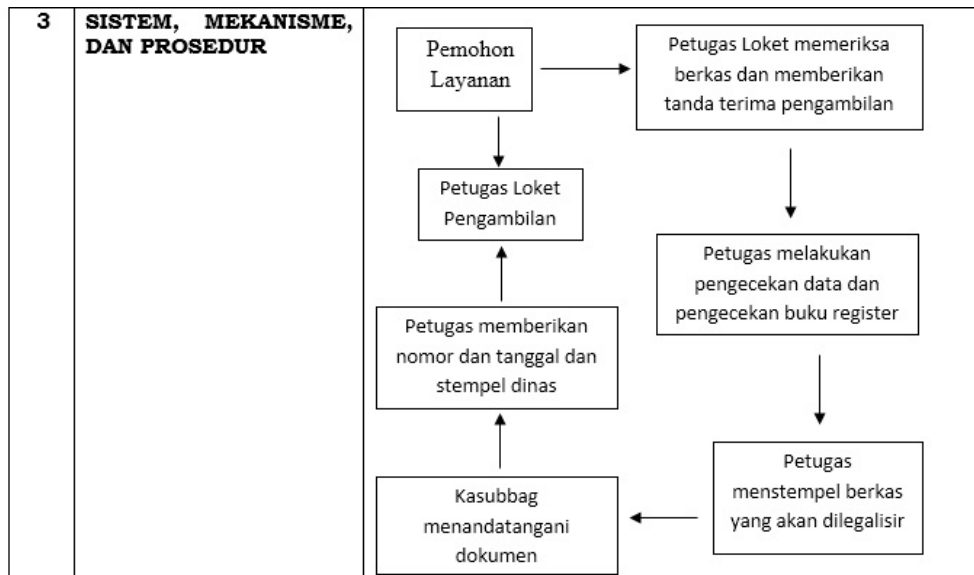 3
SISTEM, MEKANISME,
DAN PROSEDUR
Pemohon
Layanan
Petugas Loket memeriksa
berkas dan memberikan
tanda terima pengambilan
Petugas melakukan
pengecekan data dan
pengecekan buku register
Petugas
menstempel berkas
yang akan dilegalisir
Kasubbag
menandatangani
dokumen
Petugas memberikan
nomor dan tanggal dan
stempel dinas
Petugas Loket
Pengambilan